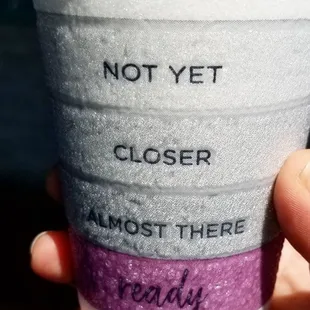 NOT YET
CLOSER
ALMOST THERE
ready